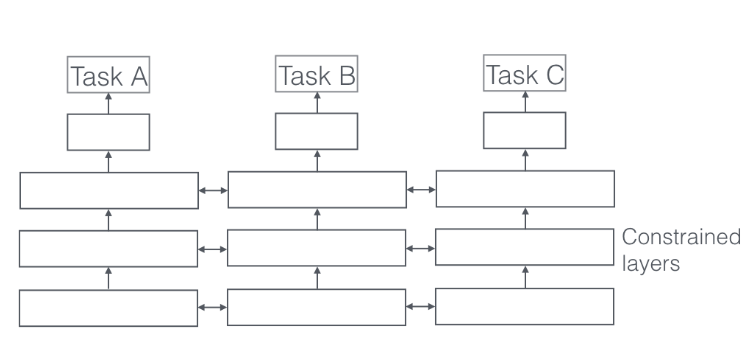 Task A
Task B
Task C
Constrained
layers